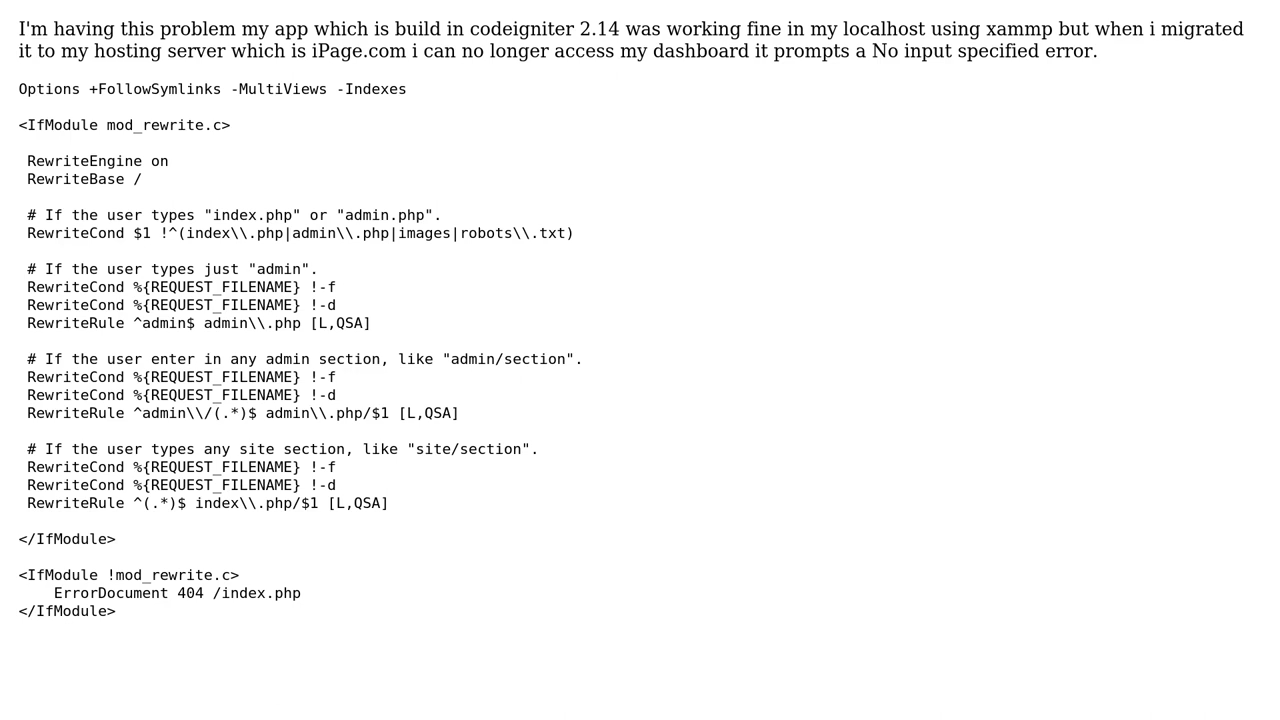 I'm having this problem my app which is build in codeigniter 2.14 was working fine in my localhost using xammp but when i migrated
it to my hosting server which is iPage.com i can no longer access my dashboard it prompts a No input specified error.
Options +FollowSymlinks -MultiViews -Indexes
<IfModule mod_rewrite.c>
RewriteEngine on
RewriteBase /
# If the user types "index.php" or "admin.php".
RewriteCond $1 !^(index\\.php|admin\\.php|images|robots\\.txt)
# If the user types just "admin".
RewriteCond %{REQUEST_FILENAME} !-f
RewriteCond %{REQUEST_FILENAME} !-d
RewriteRule ^admin$ admin\\.php [L,QSA]
# If the user enter in any admin section, like "admin/section".
RewriteCond %{REQUEST_FILENAME} !-f
RewriteCond %{REQUEST_FILENAME} !-d
RewriteRule ^admin\\/(.*)$ admin\\.php/$1 [L,QSA]
# If the user types any site section, like "site/section".
RewriteCond %{REQUEST_FILENAME} !-f
RewriteCond %{REQUEST_FILENAME} !-d
RewriteRule ^(.*)$ index\\.php/$1 [L,QSA]
</IfModule>
<IfModule !mod_rewrite.c>
ErrorDocument 404 /index.php
</IfModule>